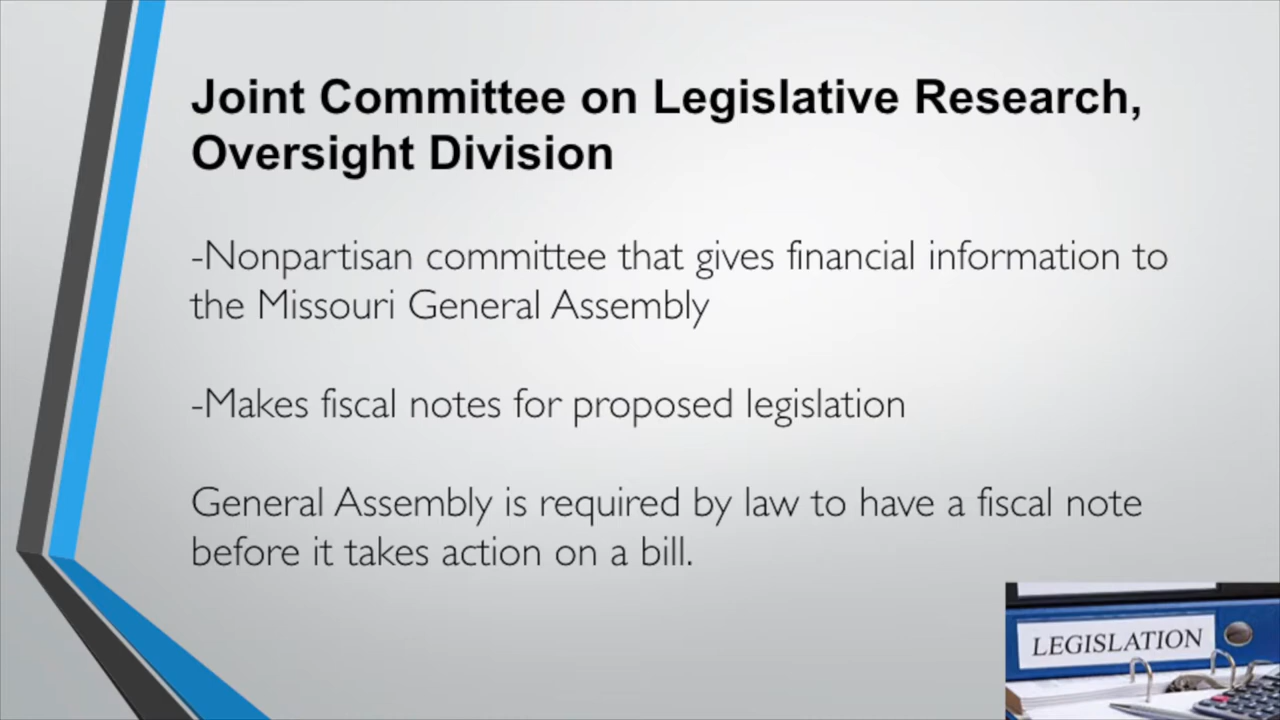 Joint Committee on Legislative Research,
Oversight Division
-Nonpartisan committee that gives financial information to
the Missouri General Assembly
-Makes fiscal notes for proposed legislation
General Assembly is required by law to have a fiscal note
before it takes action on a bill.
LEGISLATION